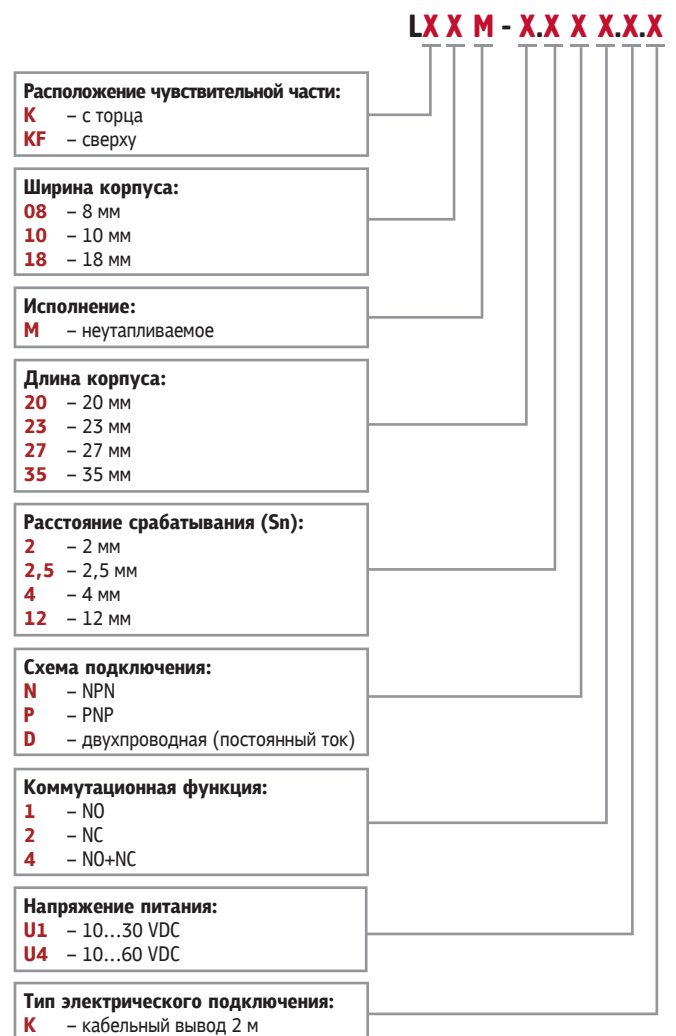 LX X M - X.X X X.X.X
Расположение чувствительной части:
K – с торца
KF – сверху
Ширина корпуса:
08 – 8 мм
10 – 10 мм
18 – 18 мм
Исполнение:
M – неутапливаемое
Длина корпуса:
20 – 20 мм
23 – 23 мм
27 – 27 мм
35 – 35 мм
Расстояние срабатывания (Sn):
2 – 2 мм
2,5 – 2,5 мм
4 – 4 мм
12 – 12 мм
Схема подключения:
N – NPN
P – PNP
D – двухпроводная (постоянный ток)
Коммутационная функция:
1 – NO
2 – NC
4 – NO+NC
Напряжение питания:
U1 – 10...30 VDC
U4 – 10...60 VDC
Тип электрического подключения:
K – кабельный вывод 2 м